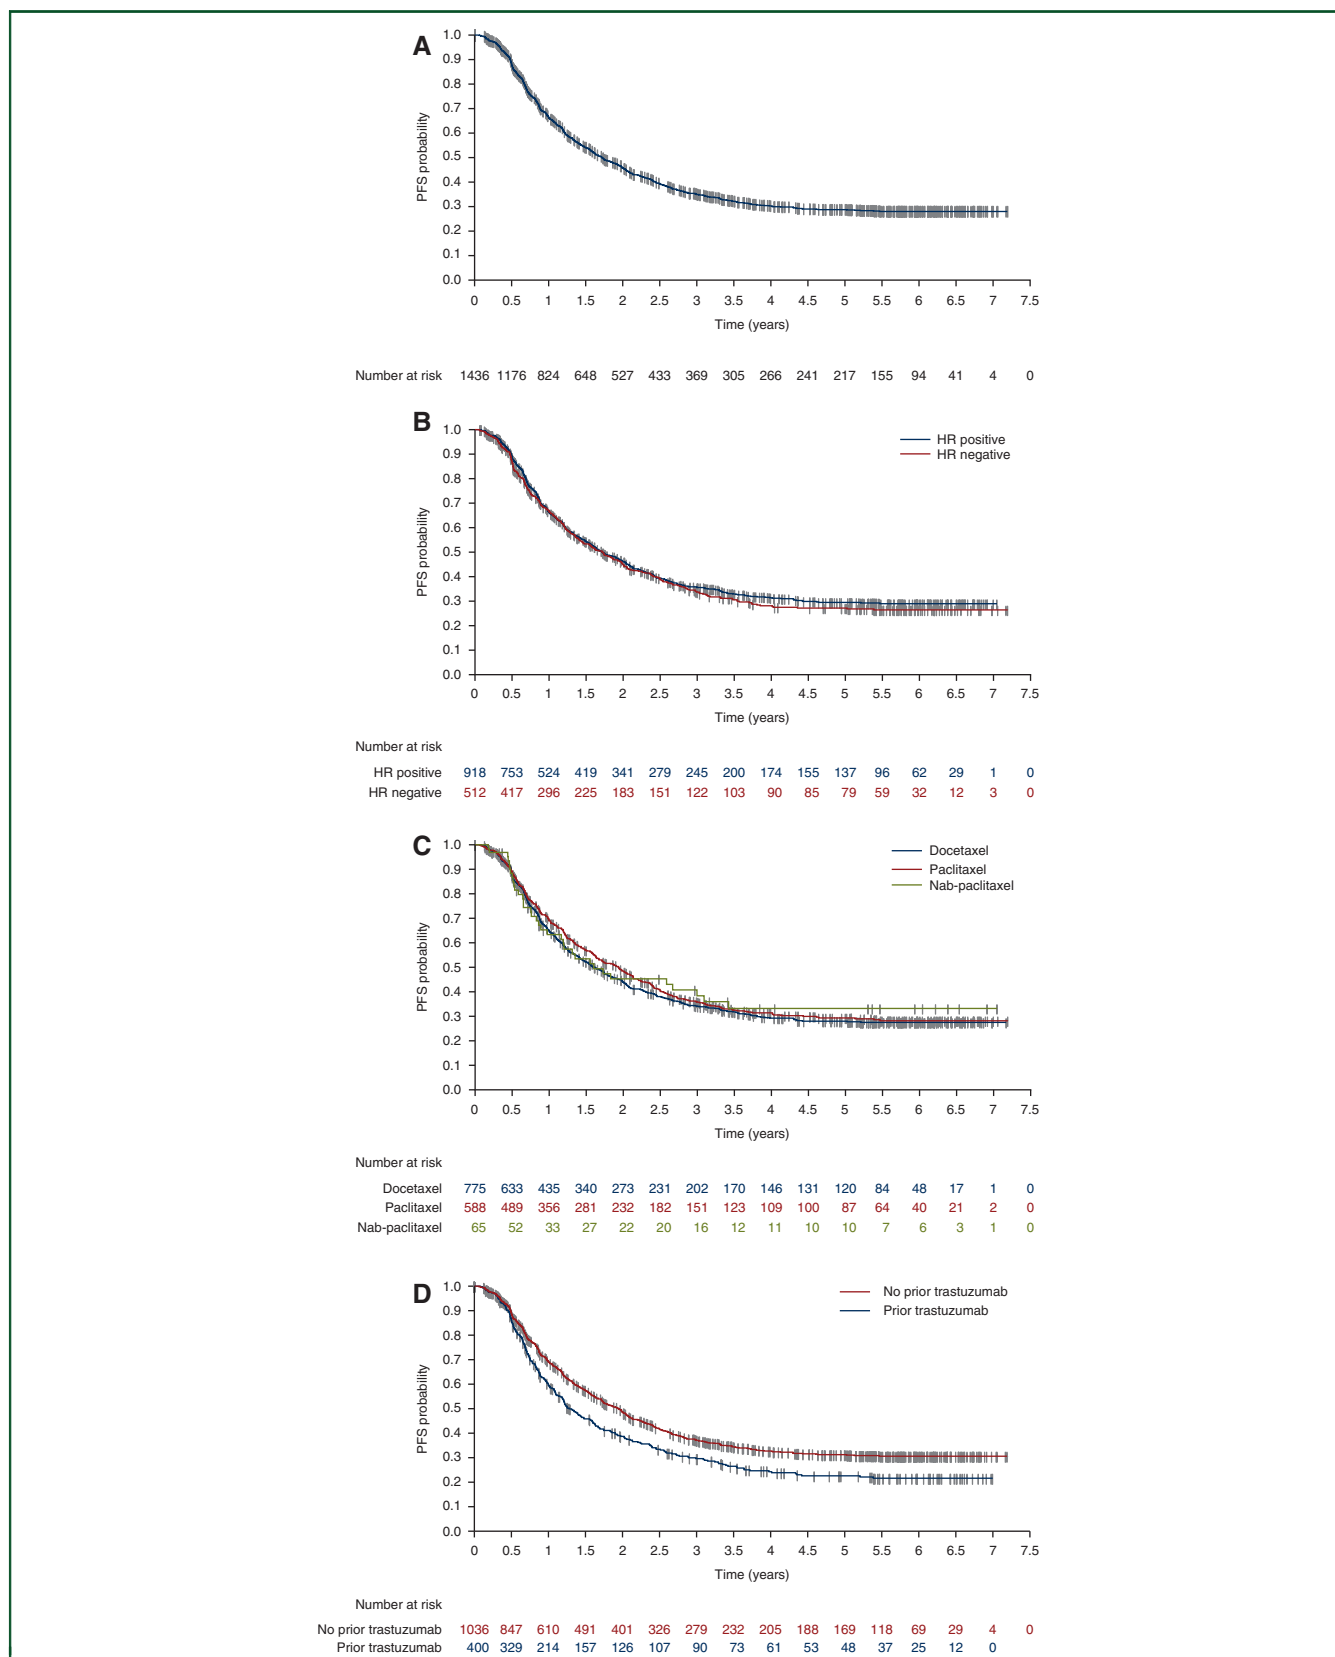 A
1.0
0.9
0.8
0.7
0.6
0.5
0.4
0.3
0.2
0.1
0.0
PFS probability
0 0.5 1 1.5 2 2.5 3 3.5 4 4.5 5 5.5 6 6.5 7 7.5
Time (years)
Number at risk 1436 1176 824 648 527 433 369 305 266 241 217 155 94 41 4 0
B
HR positive
HR negative
1.0
0.9
0.8
0.7
0.6
0.5
0.4
0.3
0.2
0.1
0.0
PFS probability
0 0.5 1 1.5 2 2.5 3 3.5 4 4.5 5 5.5 6 6.5 7 7.5
Time (years)
Number at risk
HR positive 918 753 524 419 341 279 245 200 174 155 137 96 62 29 1 0
HR negative 512 417 296 225 183 151 122 103 90 85 79 59 32 12 3 0
C
Docetaxel
Paclitaxel
Nab-paclitaxel
1.0
0.9
0.8
0.7
0.6
0.5
0.4
0.3
0.2
0.1
0.0
PFS probability
0 0.5 1 1.5 2 2.5 3 3.5 4 4.5 5 5.5 6 6.5 7 7.5
Time (years)
Number at risk
Docetaxel 775 633 435 340 273 231 202 170 146 131 120 84 48 17 1 0
Paclitaxel 588 489 356 281 232 182 151 123 109 100 87 64 40 21 2 0
Nab-paclitaxel 65 52 33 27 22 20 16 12 11 10 10 7 6 3 1 0
D
No prior trastuzumab
Prior trastuzumab
1.0
0.9
0.8
0.7
0.6
0.5
0.4
0.3
0.2
0.1
0.0
PFS probability
0 0.5 1 1.5 2 2.5 3 3.5 4 4.5 5 5.5 6 6.5 7 7.5
Time (years)
Number at risk
No prior trastuzumab 1036 847 610 491 401 326 279 232 205 188 169 118 69 29 4 0
Prior trastuzumab 400 329 214 157 126 107 90 73 61 53 48 37 25 12 0